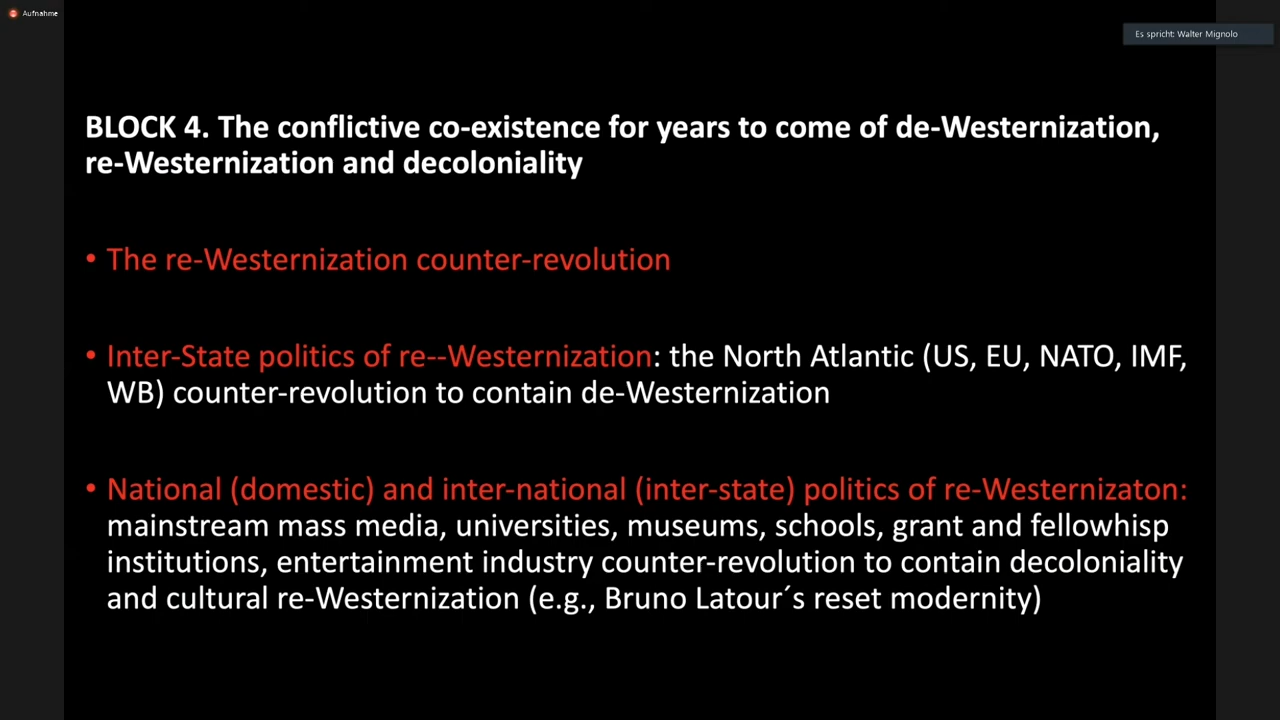 Aufnahme
Es spricht: Walter Mignolo
BLOCK 4. The conflictive co-existence for years to come of de-Westernization,
re-Westernization and decoloniality
• The re-Westernization counter-revolution
• Inter-State politics of re--Westernization: the North Atlantic (US, EU, NATO, IMF,
WB) counter-revolution to contain de-Westernization
• National (domestic) and inter-national (inter-state) politics of re-Westernizaton:
mainstream mass media, universities, museums, schools, grant and fellowhisp
institutions, entertainment industry counter-revolution to contain decoloniality
and cultural re-Westernization (e.g., Bruno Latour´s reset modernity)